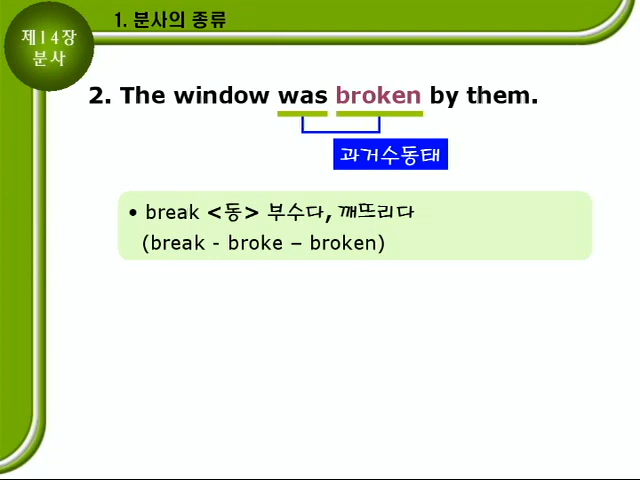 1. 분사의 종류
제14장
분사
2. The window was broken by them.
과거수동태
• break <동> 부수다, 깨뜨리다
(break - broke – broken)